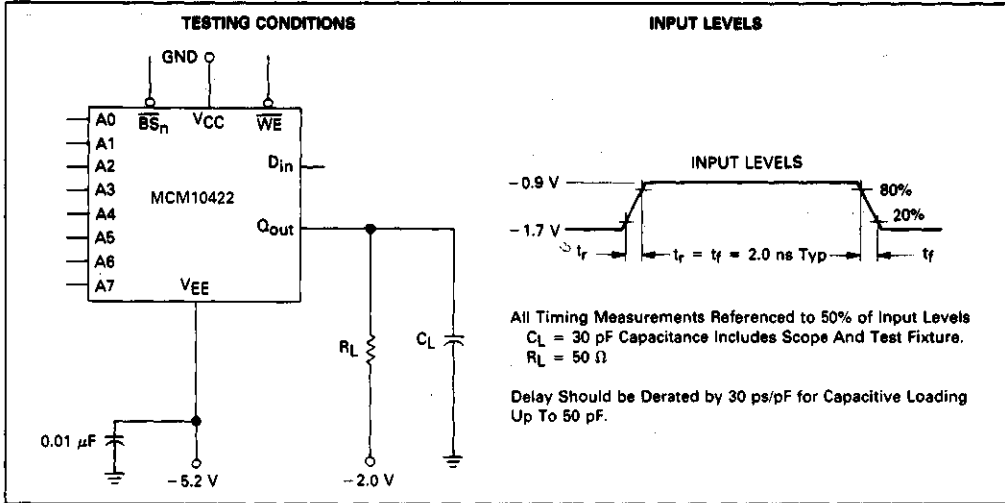 TESTING CONDITIONS
GND
BSn VCC WE
A0
A1
A2
A3
A4
A5
A6
A7
MCM10422
Din
Qout
VEE
RL
CL
0.01 μF
−5.2 V
−2.0 V
INPUT LEVELS
INPUT LEVELS
−0.9 V
80%
20%
−1.7 V
tr
tr = tf = 2.0 ns Typ
tf
All Timing Measurements Referenced to 50% of Input Levels
CL = 30 pF Capacitance Includes Scope And Test Fixture.
RL = 50 Ω
Delay Should be Derated by 30 ps/pF for Capacitive Loading
Up To 50 pF.